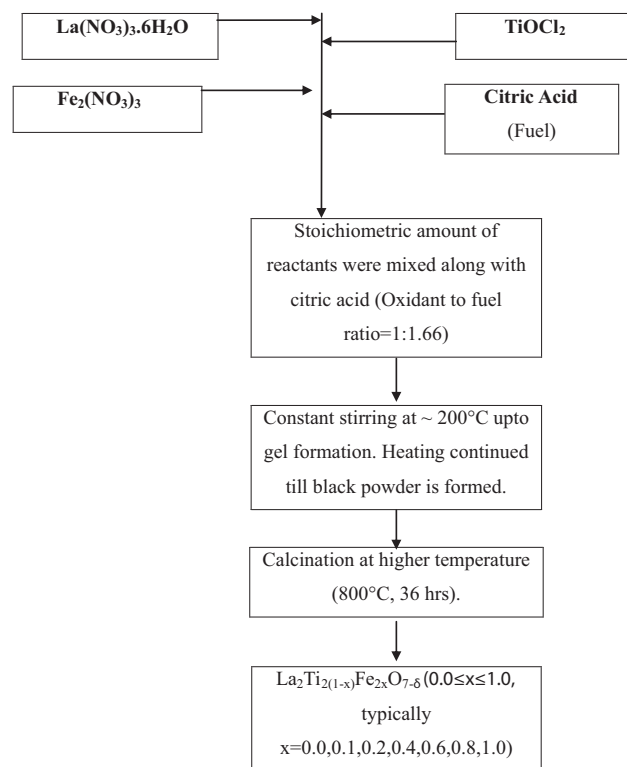 La(NO₃)₃.6H₂O
TiOCl₂
Fe₂(NO₃)₃
Citric Acid
(Fuel)
Stoichiometric amount of
reactants were mixed along with
citric acid (Oxidant to fuel
ratio=1:1.66)
Constant stirring at ~ 200°C upto
gel formation. Heating continued
till black powder is formed.
Calcination at higher temperature
(800°C, 36 hrs).
La₂Ti₂₍₁₋ₓ₎Fe₂ₓO₇₋δ (0.0≤x≤1.0,
typically
x=0.0,0.1,0.2,0.4,0.6,0.8,1.0)